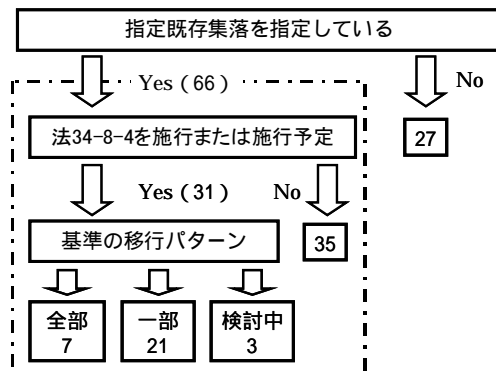 指定既存集落を指定している
Yes（66）
No
法34-8-4を施行または施行予定
27
Yes（31）
No
基準の移行パターン
35
全部
7
一部
21
検討中
3